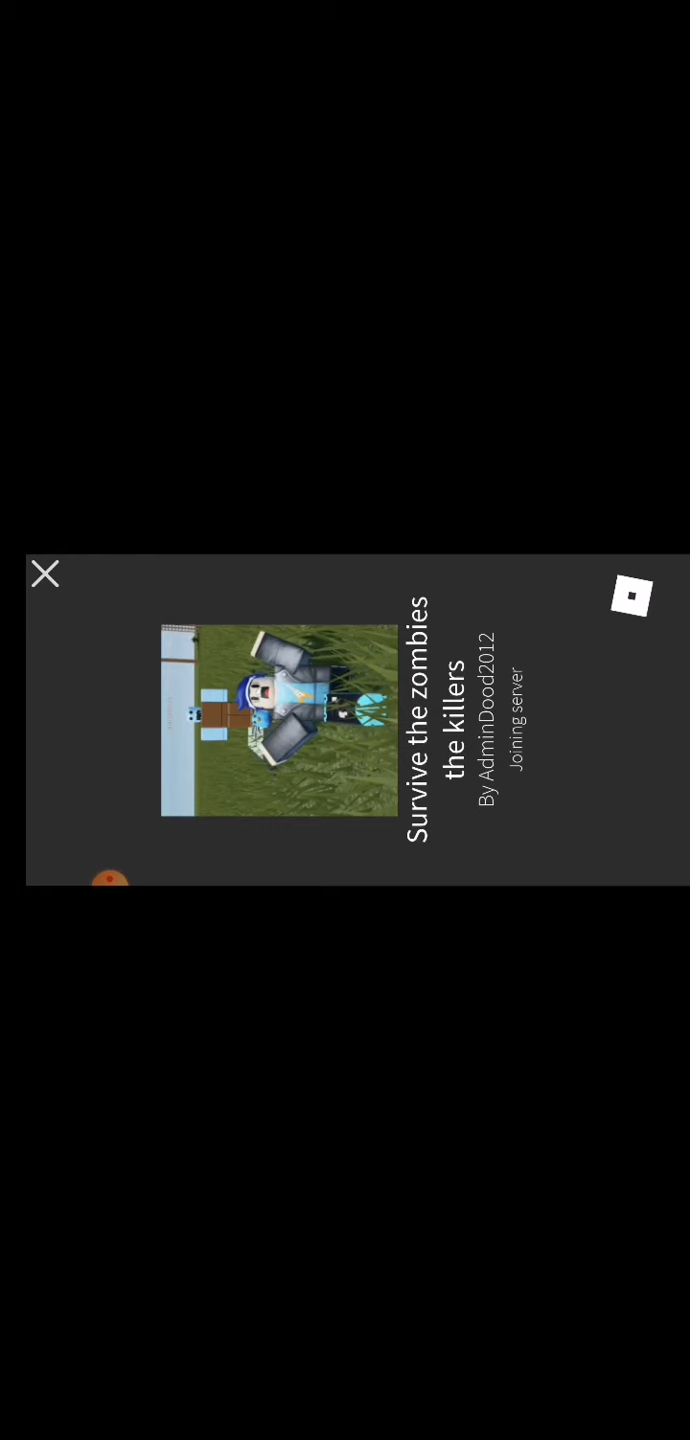 Survive the zombies
the killers
By AdminDood2012
Joining server